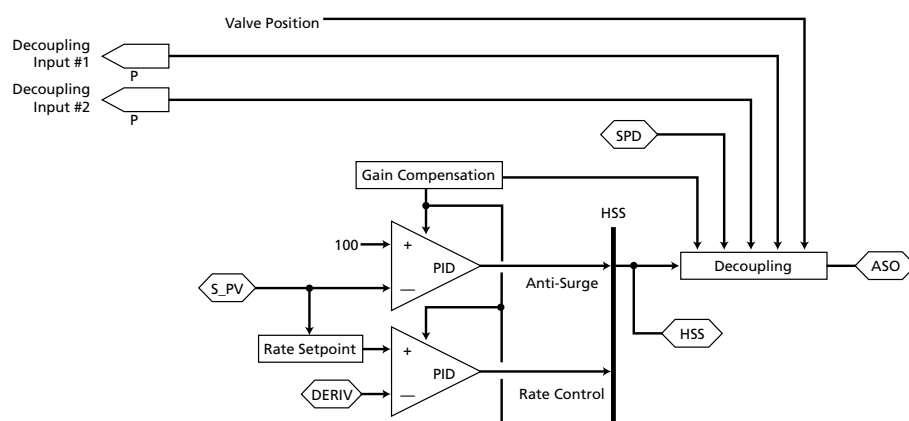 Valve Position
Decoupling
Input #1
P
Decoupling
Input #2
P
SPD
Gain Compensation
HSS
100
+
PID
—
Anti-Surge
Decoupling
ASO
S_PV
HSS
Rate Setpoint
+
PID
—
DERIV
Rate Control